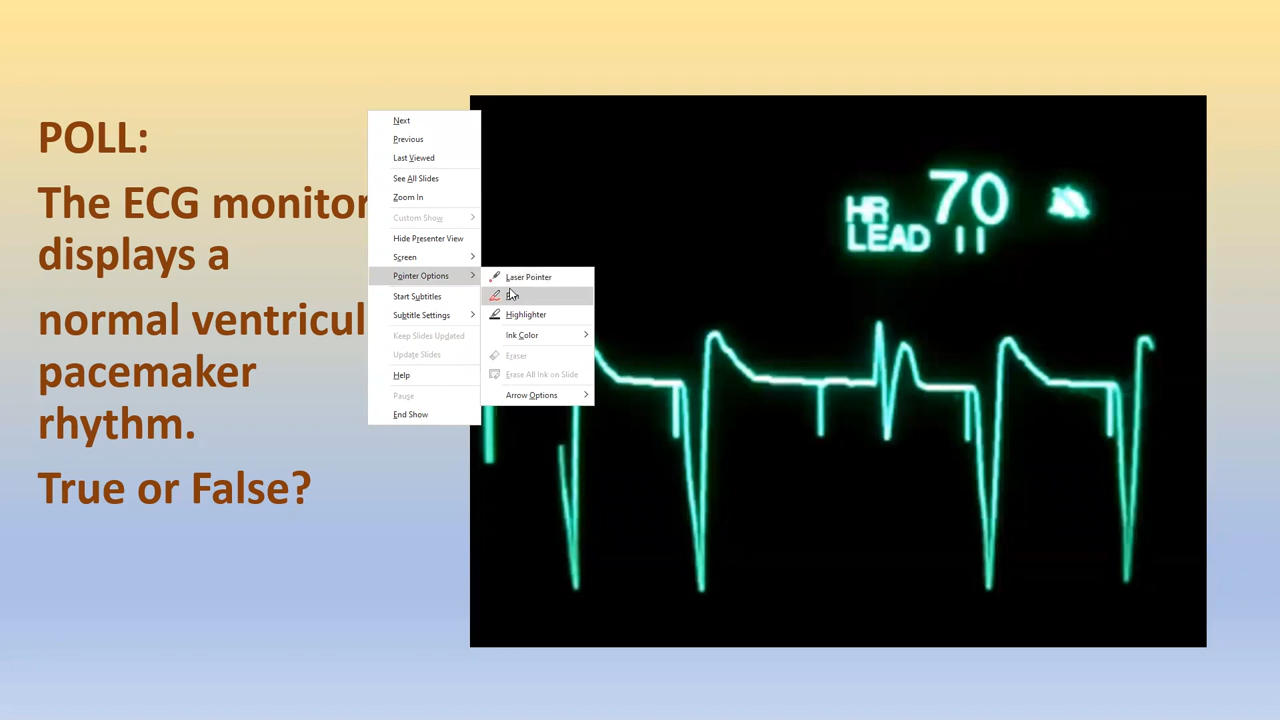 POLL:
The ECG monitor
displays a
normal ventricul
pacemaker
rhythm.
True or False?
Next
Previous
Last Viewed
See All Slides
Zoom In
Custom Show
Hide Presenter View
Screen
Pointer Options
Start Subtitles
Subtitle Settings
Keep Slides Updated
Update Slides
Help
Pause
End Show
Laser Pointer
Highlighter
Ink Color
Eraser
Erase All Ink on Slide
Arrow Options
HR 70
LEAD II